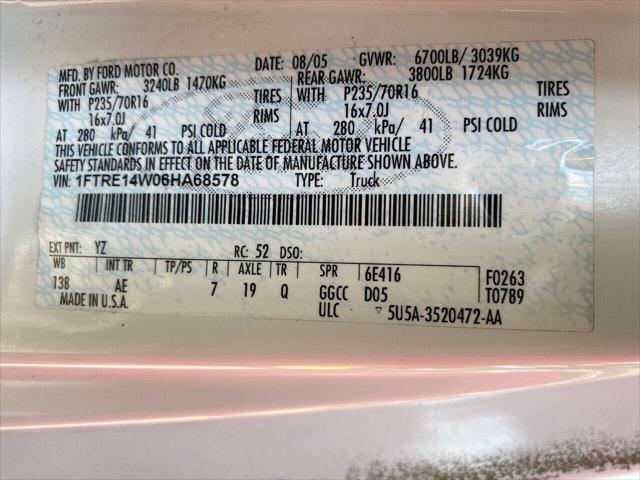 MFD. BY FORD MOTOR CO. DATE: 08/05 GVWR: 6700LB/ 3039KG
FRONT GAWR: 3240LB 1470KG REAR GAWR: 3800LB 1724KG
WITH P235/70R16 TIRES WITH P235/70R16 TIRES
16x7.0J RIMS 16x7.0J RIMS
AT 280 kPa/ 41 PSI COLD AT 280 kPa/ 41 PSI COLD
THIS VEHICLE CONFORMS TO ALL APPLICABLE FEDERAL MOTOR VEHICLE
SAFETY STANDARDS IN EFFECT ON THE DATE OF MANUFACTURE SHOWN ABOVE.
VIN: 1FTRE14W06HA68578 TYPE: Truck
EXT PNT: YZ RC: 52 DSO:
WB INT TR TP/PS R AXLE TR SPR 6E416 F0263
138 AE 7 19 Q GGCC D05 T0789
MADE IN U.S.A. ULC ▽ 5U5A-3520472-AA